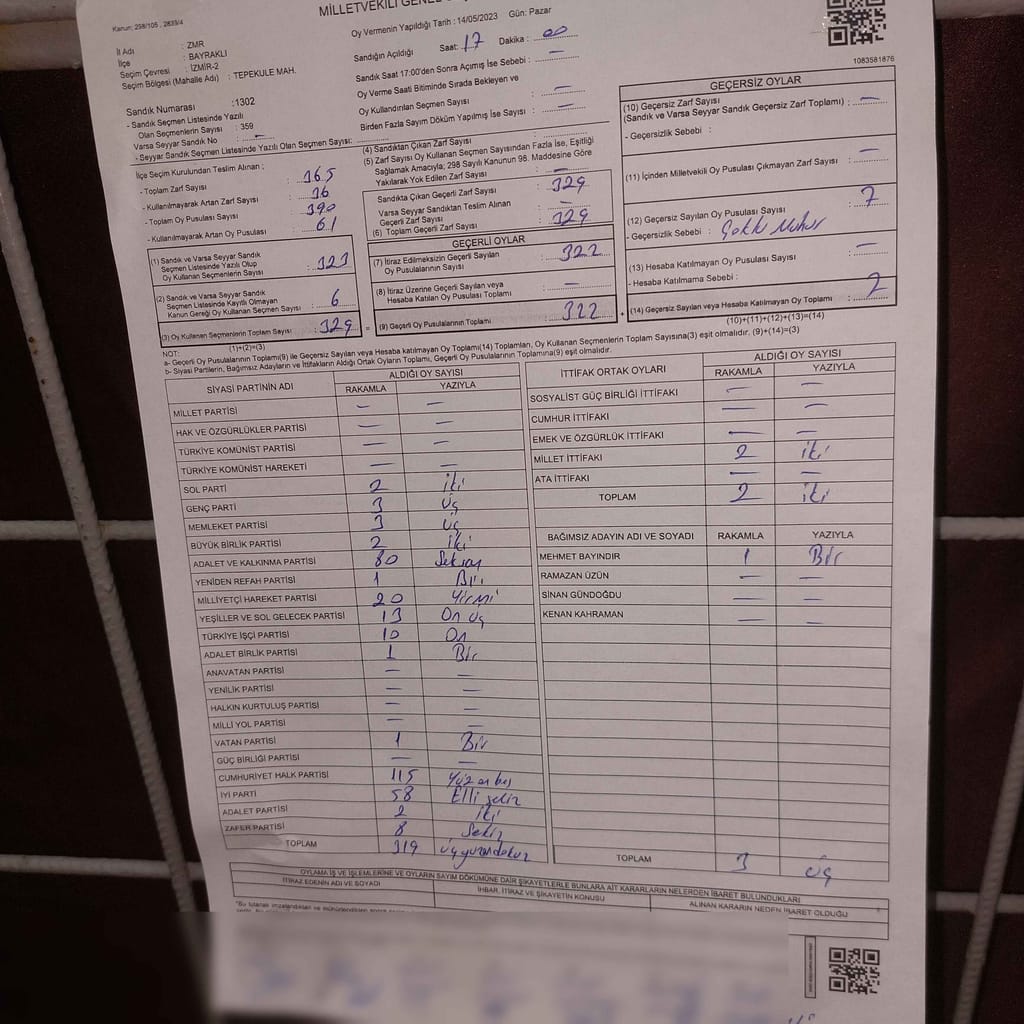 Kanun: 298/105 , 2839/4
MİLLETVEKİLİ GENEL
İl Adı : ZMR
İlçe : BAYRAKLI
Seçim Çevresi : İZMİR-2
Seçim Bölgesi (Mahalle Adı) : TEPEKULE MAH.
Oy Vermenin Yapıldığı Tarih : 14/05/2023 Gün: Pazar
Sandığın Açıldığı Saat: 17 Dakika : 00
Sandık Saat 17:00'den Sonra Açımış İse Sebebi : —
Oy Verme Saati Bitiminde Sırada Bekleyen ve
Oy Kullandırılan Seçmen Sayısı : —
Birden Fazla Sayım Döküm Yapılmış İse Sayısı : —
1083581876
Sandık Numarası :1302
- Sandık Seçmen Listesinde Yazılı
Olan Seçmenlerin Sayısı : 359
Varsa Seyyar Sandık No : —
- Seyyar Sandık Seçmen Listesinde Yazılı Olan Seçmen Sayısı:
İlçe Seçim Kurulundan Teslim Alınan :
- Toplam Zarf Sayısı : 365
- Kullanılmayarak Artan Zarf Sayısı : 36
- Toplam Oy Pusulası Sayısı : 390
- Kullanılmayarak Artan Oy Pusulası : 61
(1) Sandık ve Varsa Seyyar Sandık
Seçmen Listesinde Yazılı Olup
Oy Kullanan Seçmenlerin Sayısı : 323
(2) Sandık ve Varsa Seyyar Sandık
Seçmen Listesinde Kayıtlı Olmayan
Kanun Gereği Oy Kullanan Seçmen Sayısı : 6
(3) Oy Kullanan Seçmenlerin Toplam Sayısı : 329
(1)+(2)=(3)
(4) Sandıktan Çıkan Zarf Sayısı :
(5) Zarf Sayısı Oy Kullanan Seçmen Sayısından Fazla İse, Eşitliği
Sağlamak Amacıyla; 298 Sayılı Kanunun 98. Maddesine Göre
Yakılarak Yok Edilen Zarf Sayısı : —
Sandıkta Çıkan Geçerli Zarf Sayısı : 329
Varsa Seyyar Sandıktan Teslim Alınan
Geçerli Zarf Sayısı : —
(6) Toplam Geçerli Zarf Sayısı : 329
GEÇERLİ OYLAR
(7) İtiraz Edilmeksizin Geçerli Sayılan
Oy Pusulalarının Sayısı : 322
(8) İtiraz Üzerine Geçerli Sayılan veya
Hesaba Katılan Oy Pusulası Toplamı : —
= (9) Geçerli Oy Pusulalarının Toplamı : 322
GEÇERSİZ OYLAR
(10) Geçersiz Zarf Sayısı
(Sandık ve Varsa Seyyar Sandık Geçersiz Zarf Toplamı) : —
- Geçersizlik Sebebi :
(11) İçinden Milletvekili Oy Pusulası Çıkmayan Zarf Sayısı : —
(12) Geçersiz Sayılan Oy Pusulası Sayısı : 7
- Geçersizlik Sebebi :
(13) Hesaba Katılmayan Oy Pusulası Sayısı : —
- Hesaba Katılmama Sebebi :
+ (14) Geçersiz Sayılan veya Hesaba Katılmayan Oy Toplamı : 7
(10)+(11)+(12)+(13)=(14)
NOT:
a- Geçerli Oy Pusulalarının Toplamı(9) ile Geçersiz Sayılan veya Hesaba katılmayan Oy Toplamı(14) Toplamları, Oy Kullanan Seçmenlerin Toplam Sayısına(3) eşit olmalıdır. (9)+(14)=(3)
b- Siyasi Partilerin, Bağımsız Adayların ve İttifakların Aldığı Ortak Oyların Toplamı, Geçerli Oy Pusulalarının Toplamına(9) eşit olmalıdır.
SİYASİ PARTİNİN ADI ALDIĞI OY SAYISI
RAKAMLA YAZIYLA
MİLLET PARTİSİ — —
HAK VE ÖZGÜRLÜKLER PARTİSİ — —
TÜRKİYE KOMÜNİST PARTİSİ — —
TÜRKİYE KOMÜNİST HAREKETİ — —
SOL PARTİ 2 İki
GENÇ PARTİ 3 Üç
MEMLEKET PARTİSİ 3 Üç
BÜYÜK BİRLİK PARTİSİ 2 İki
ADALET VE KALKINMA PARTİSİ 80 Seksen
YENİDEN REFAH PARTİSİ 1 Bir
MİLLİYETÇİ HAREKET PARTİSİ 20 Yirmi
YEŞİLLER VE SOL GELECEK PARTİSİ 13 On üç
TÜRKİYE İŞÇİ PARTİSİ 10 On
ADALET BİRLİK PARTİSİ 1 Bir
ANAVATAN PARTİSİ — —
YENİLİK PARTİSİ — —
HALKIN KURTULUŞ PARTİSİ — —
MİLLİ YOL PARTİSİ — —
VATAN PARTİSİ 1 Bir
GÜÇ BİRLİĞİ PARTİSİ — —
CUMHURİYET HALK PARTİSİ 115 Yüz on beş
İYİ PARTİ 58 Elli sekiz
ADALET PARTİSİ 2 İki
ZAFER PARTİSİ 8 Sekiz
TOPLAM 319 üçyüzondokuz
İTTİFAK ORTAK OYLARI ALDIĞI OY SAYISI
RAKAMLA YAZIYLA
SOSYALİST GÜÇ BİRLİĞİ İTTİFAKI — —
CUMHUR İTTİFAKI — —
EMEK VE ÖZGÜRLÜK İTTİFAKI — —
MİLLET İTTİFAKI 2 İki
ATA İTTİFAKI — —
TOPLAM 2 İki
BAĞIMSIZ ADAYIN ADI VE SOYADI RAKAMLA YAZIYLA
MEHMET BAYINDIR 1 Bir
RAMAZAN ÜZÜN — —
SİNAN GÜNDOĞDU — —
KENAN KAHRAMAN — —
TOPLAM 3 üç
OYLAMA İŞ VE İŞLEMLERİNE VE OYLARIN SAYIM DÖKÜMÜNE DAİR ŞİKAYETLERLE BUNLARA AİT KARARLARIN NELERDEN İBARET BULUNDUKLARI
İTİRAZ EDENİN ADI VE SOYADI İHBAR, İTİRAZ VE ŞİKAYETİN KONUSU ALINAN KARARIN NEDEN İBARET OLDUĞU